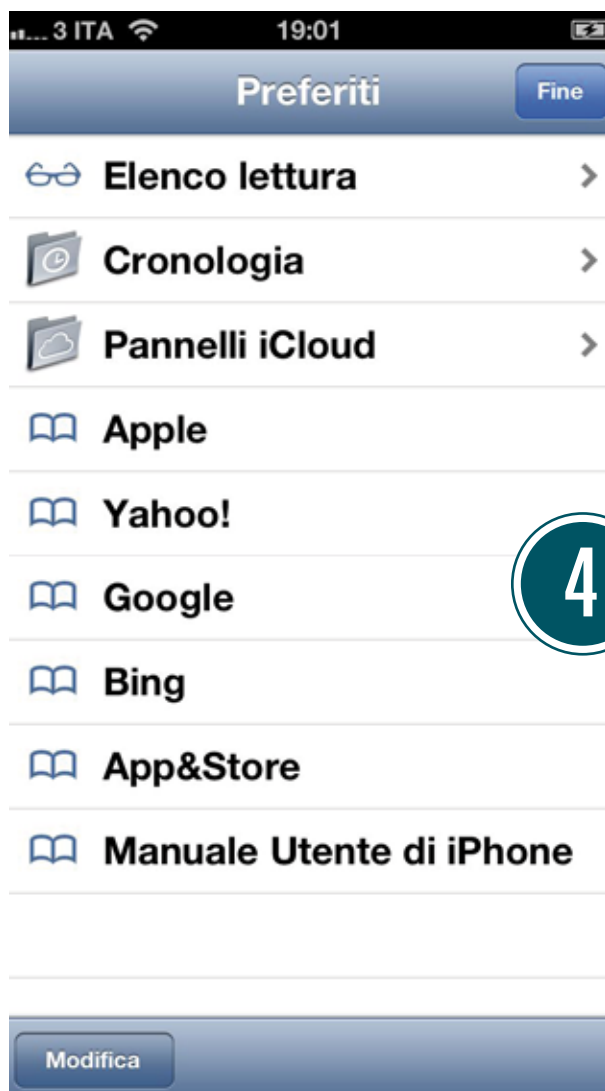 ... 3 ITA 19:01
Preferiti Fine
Elenco lettura
Cronologia
Pannelli iCloud
Apple
Yahoo!
Google
4
Bing
App&Store
Manuale Utente di iPhone
Modifica